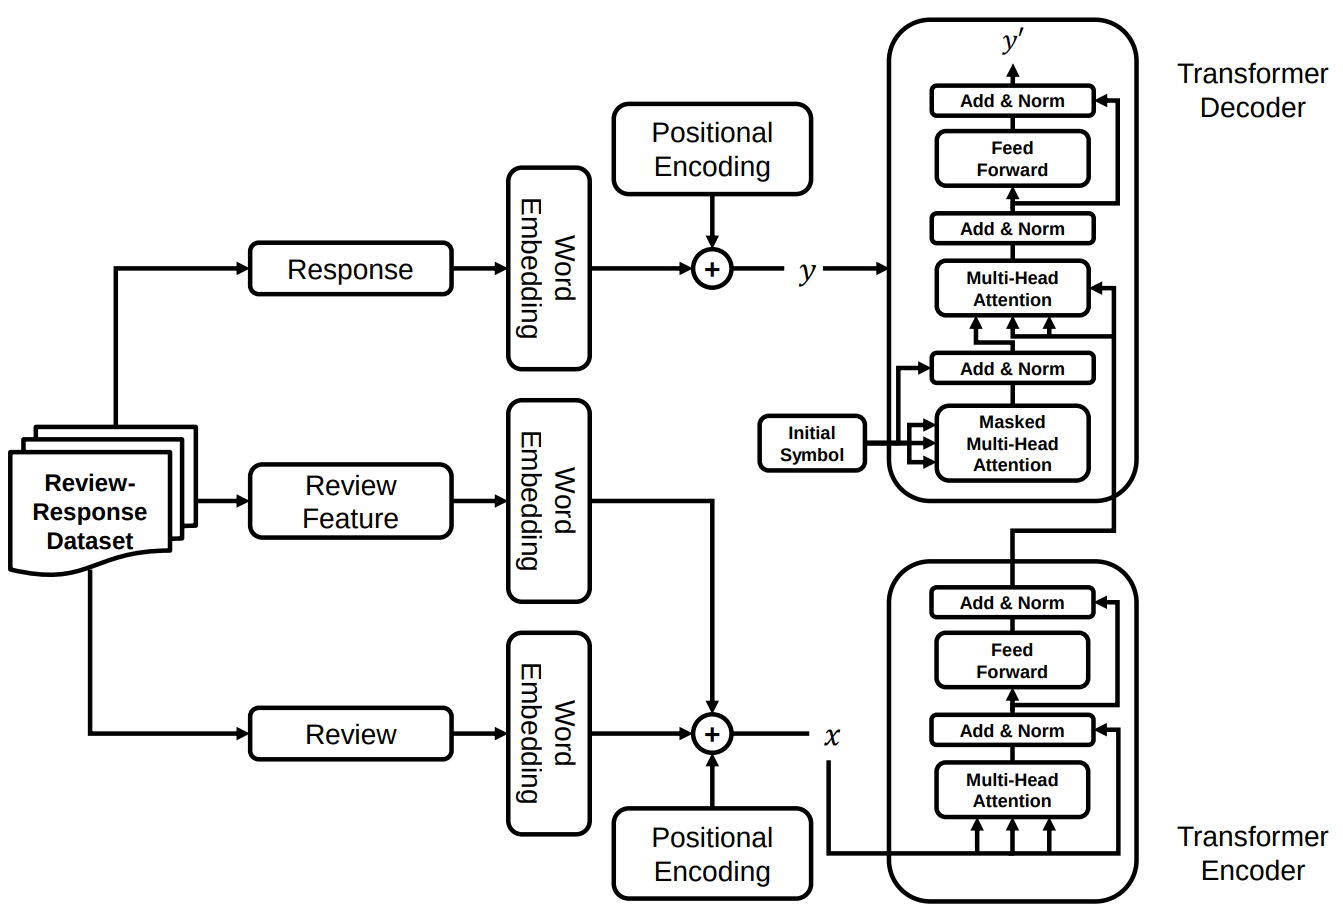 Review-
Response
Dataset
Response
Review
Feature
Review
Word
Embedding
Word
Embedding
Word
Embedding
Positional
Encoding
+
y
+
x
Positional
Encoding
Initial
Symbol
y′
Add & Norm
Feed
Forward
Add & Norm
Multi-Head
Attention
Add & Norm
Masked
Multi-Head
Attention
Transformer
Decoder
Add & Norm
Feed
Forward
Add & Norm
Multi-Head
Attention
Transformer
Encoder